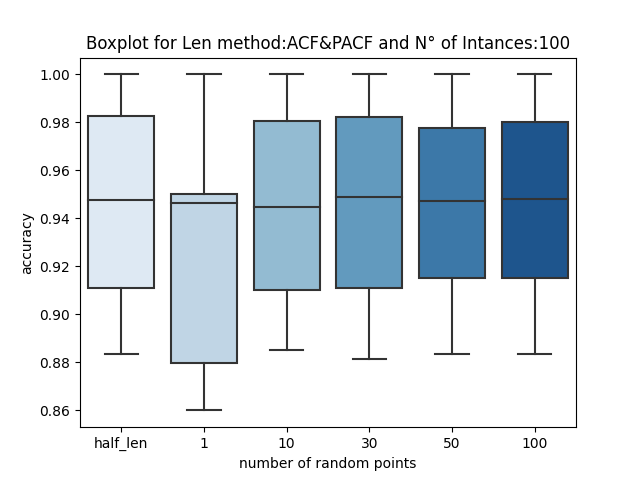 Boxplot for Len method:ACF&PACF and N° of Intances:100
1.00
0.98
0.96
0.94
0.92
0.90
0.88
0.86
accuracy
half_len 1 10 30 50 100
number of random points